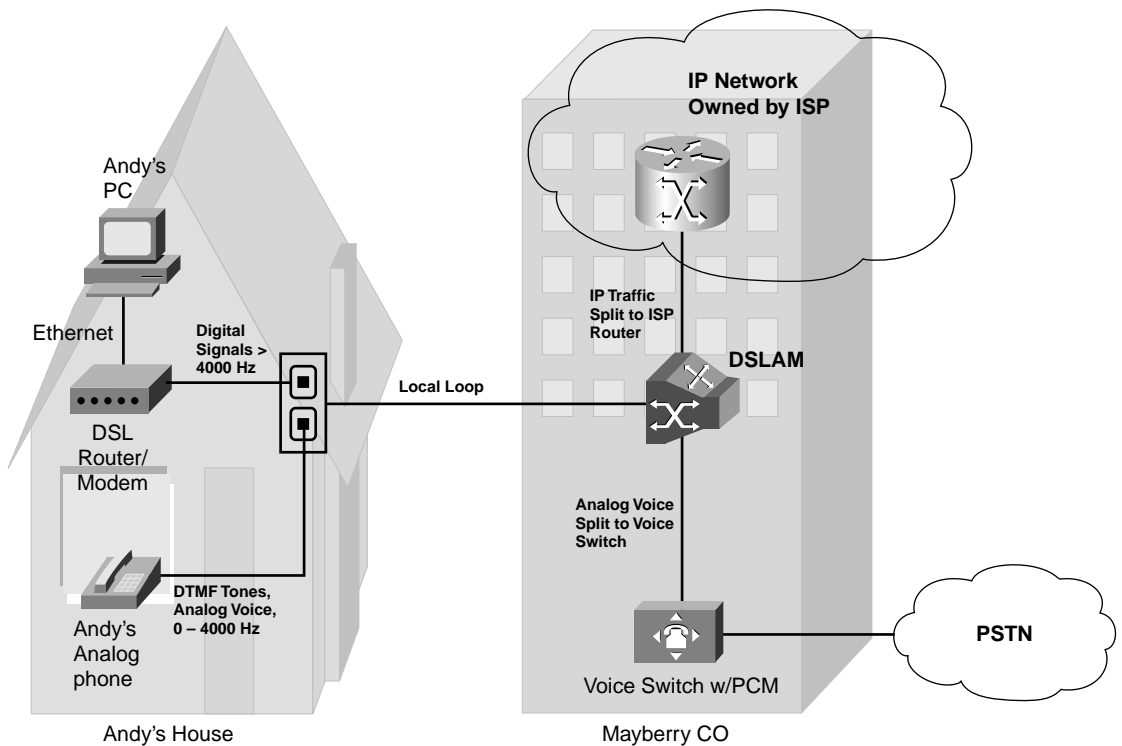 IP Network
Owned by ISP
Andy's
PC
IP Traffic
Split to ISP
Router
Ethernet
Digital
Signals >
4000 Hz
DSLAM
Local Loop
DSL
Router/
Modem
Analog Voice
Split to Voice
Switch
DTMF Tones,
Analog Voice,
0 – 4000 Hz
Andy's
Analog
phone
PSTN
Voice Switch w/PCM
Andy's House
Mayberry CO